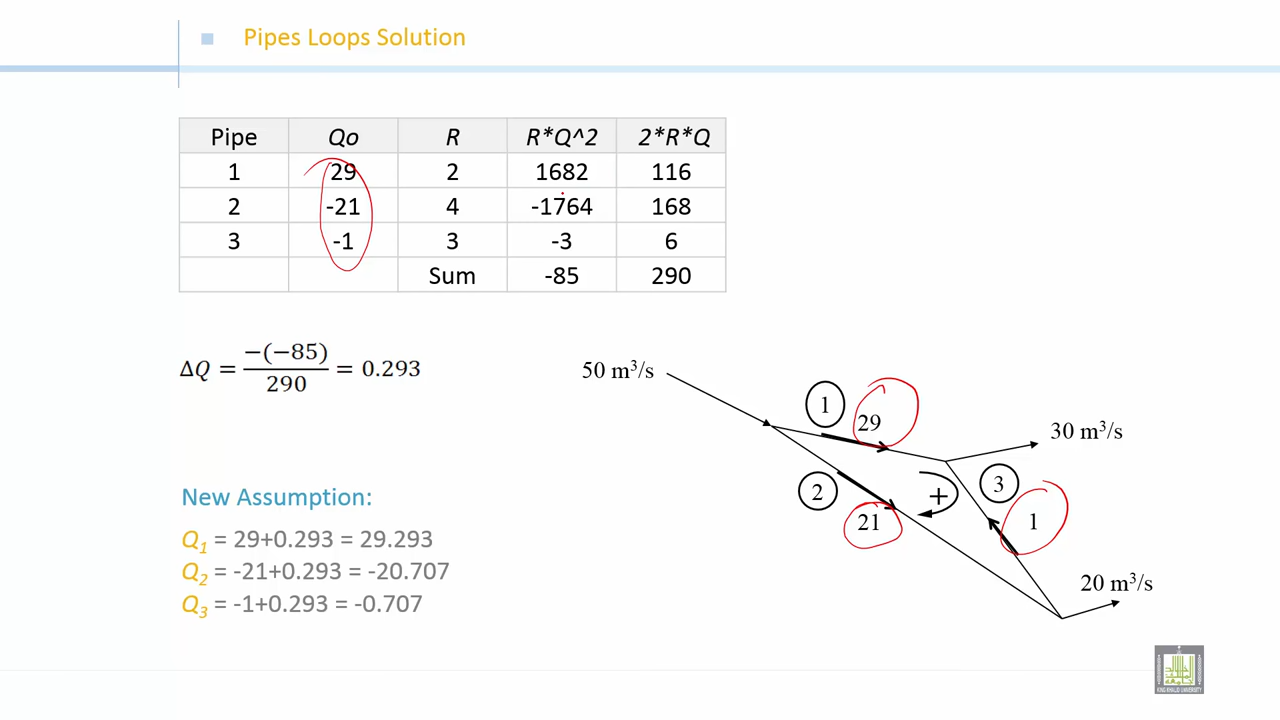 Pipes Loops Solution
Pipe Qo R R*Q^2 2*R*Q
1 29 2 1682 116
2 -21 4 -1764 168
3 -1 3 -3 6
Sum -85 290
ΔQ = −(−85)/290 = 0.293
New Assumption:
Q1 = 29+0.293 = 29.293
Q2 = -21+0.293 = -20.707
Q3 = -1+0.293 = -0.707
50 m³/s
1
29
30 m³/s
2
21
+
3
1
20 m³/s
KING KHALID UNIVERSITY